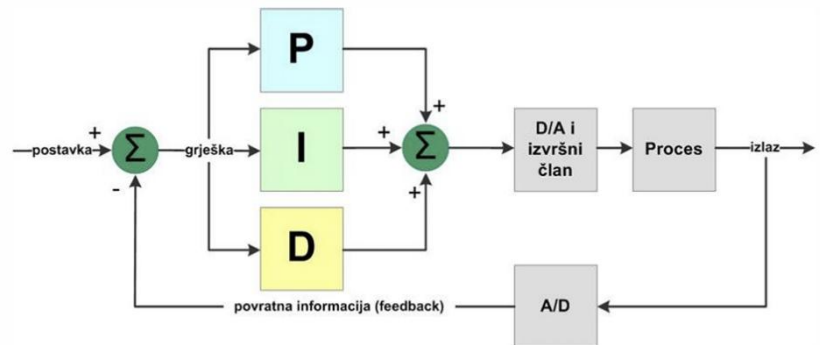 P
+
+
postavka
Σ
grješka
I
+
Σ
D/A i
izvršni
član
Proces
izlaz
-
+
D
povratna informacija (feedback)
A/D